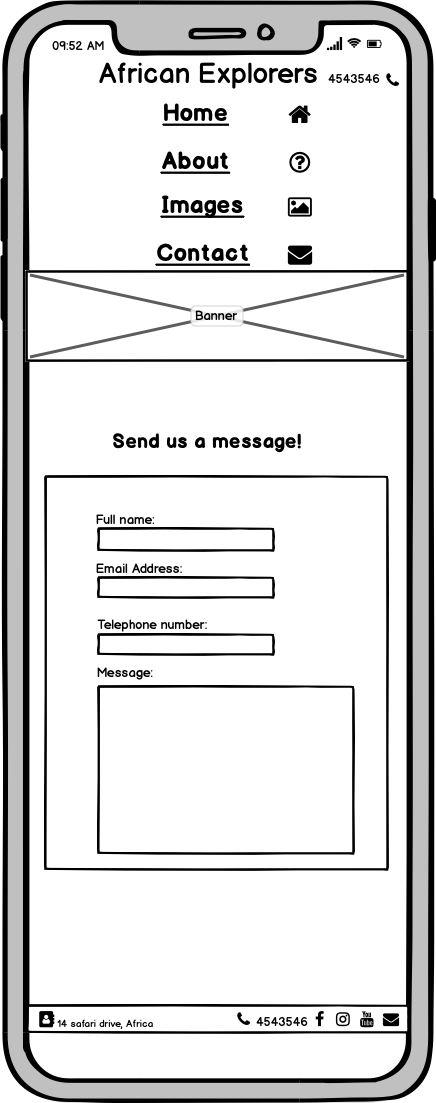 09:52 AM
African Explorers 4543546
Home
About
Images
Contact
Banner
Send us a message!
Full name:
Email Address:
Telephone number:
Message:
14 safari drive, Africa 4543546 f You Tube